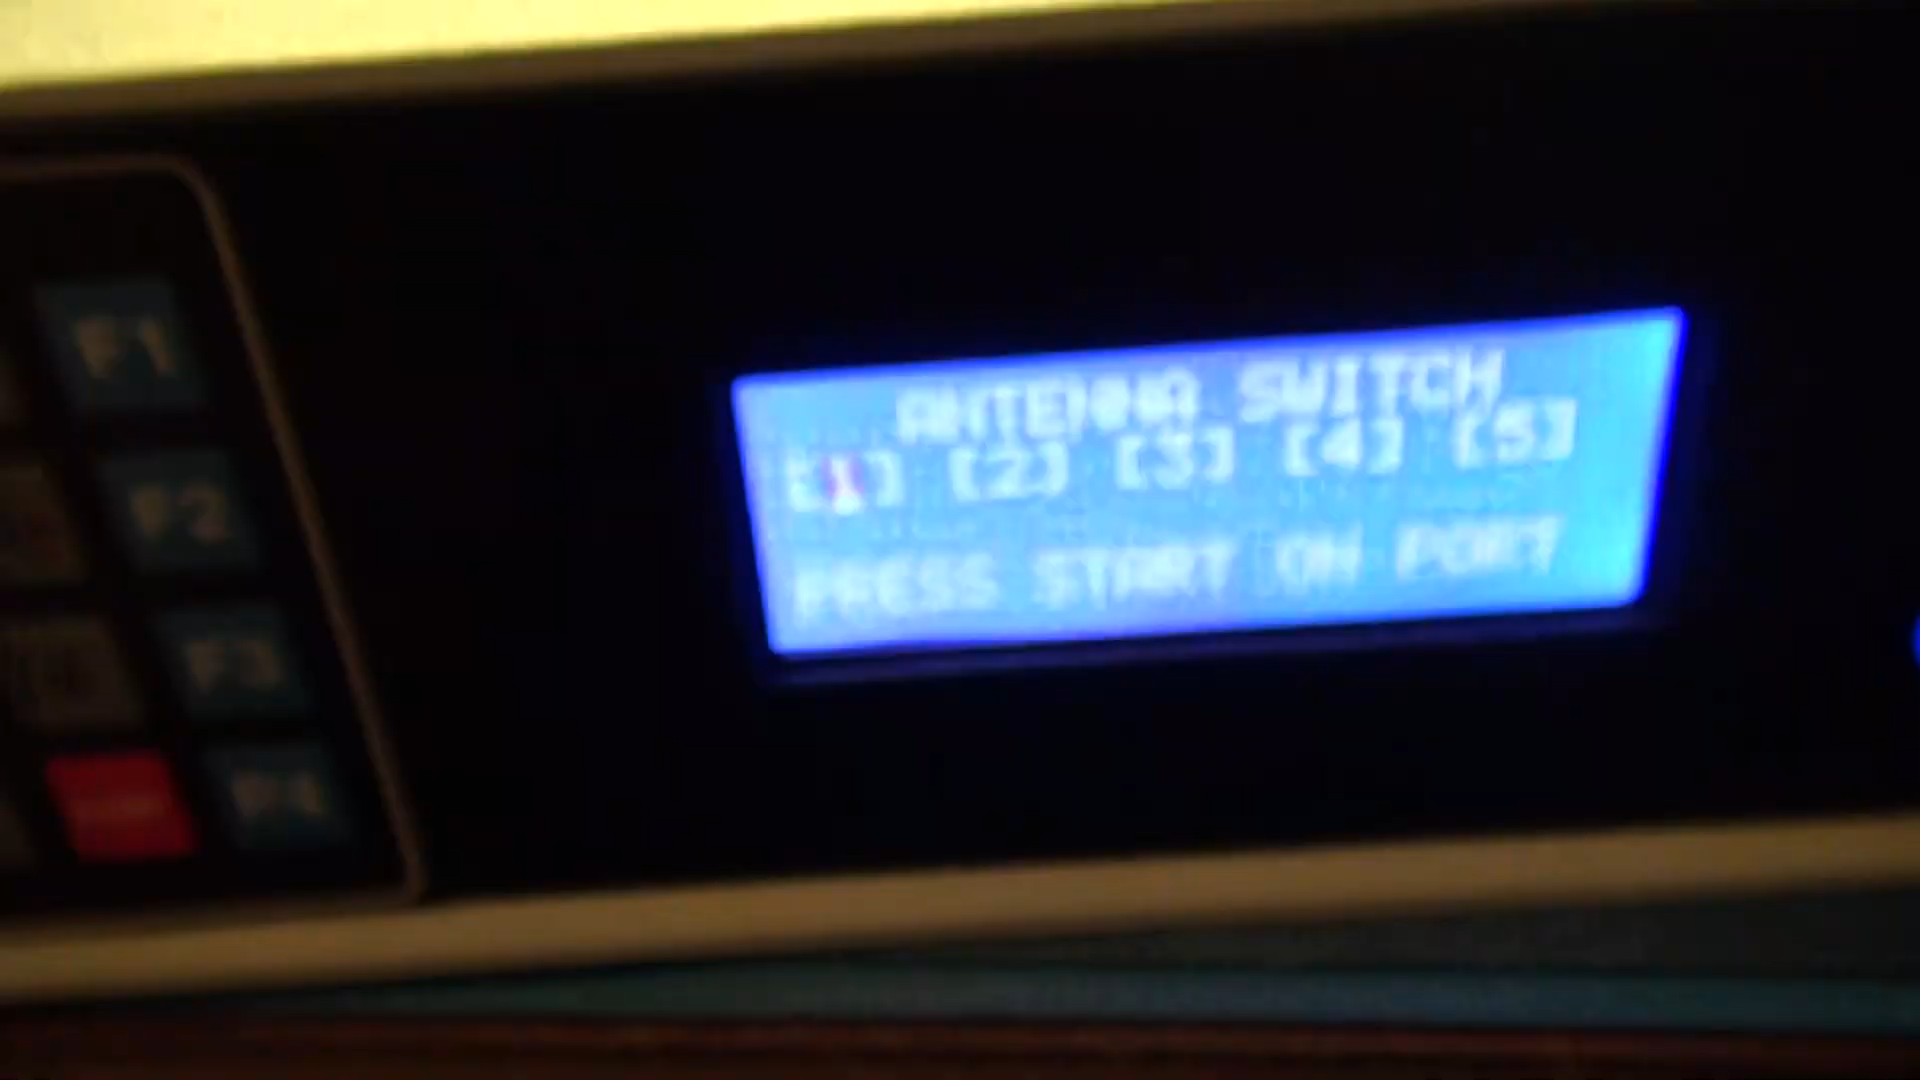 F1
F2
F3
F4
ANTENNA SWITCH
[1] [2] [3] [4] [5]
PRESS START ON PORT